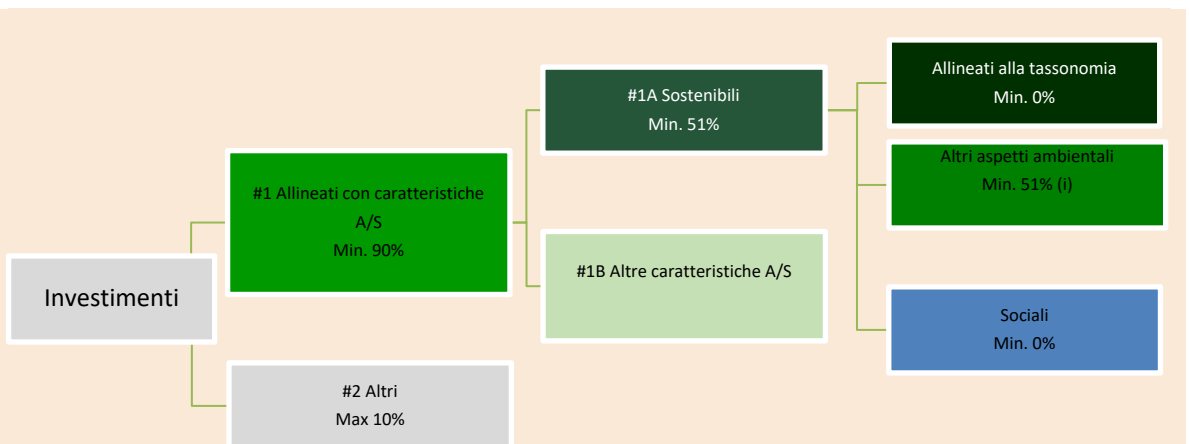 Investimenti
#1 Allineati con caratteristiche
A/S
Min. 90%
#2 Altri
Max 10%
#1A Sostenibili
Min. 51%
#1B Altre caratteristiche A/S
Allineati alla tassonomia
Min. 0%
Altri aspetti ambientali
Min. 51% (i)
Sociali
Min. 0%